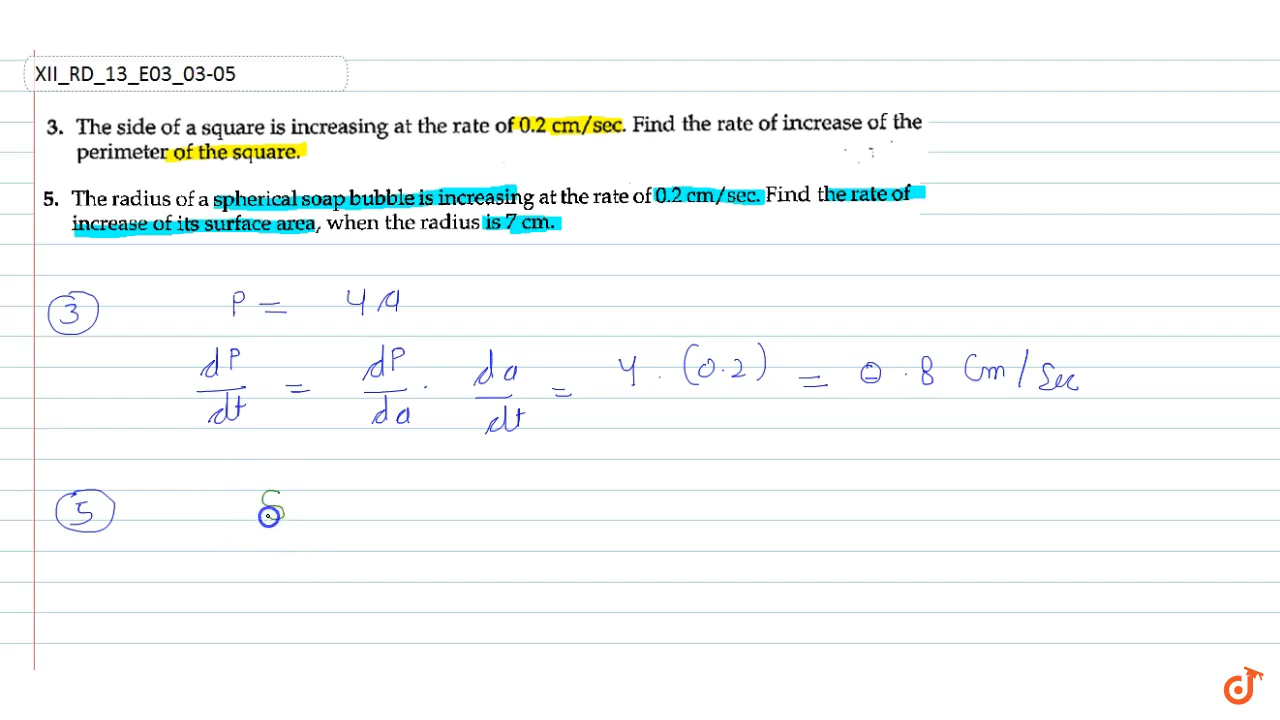 XII_RD_13_E03_03-05
3. The side of a square is increasing at the rate of 0.2 cm/sec. Find the rate of increase of the
perimeter of the square.
5. The radius of a spherical soap bubble is increasing at the rate of 0.2 cm/sec. Find the rate of
increase of its surface area, when the radius is 7 cm.
3 P = 4a
dP/dt = dP/da · da/dt = 4 · (0.2) = 0.8 Cm/Sec
5 S